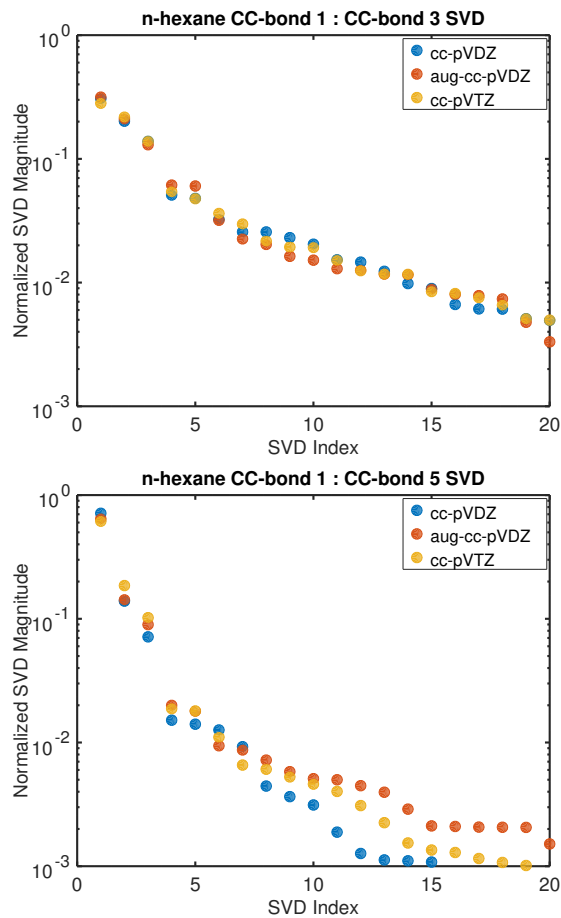 n-hexane CC-bond 1 : CC-bond 3 SVD
10^0
10^-1
10^-2
10^-3
Normalized SVD Magnitude
cc-pVDZ
aug-cc-pVDZ
cc-pVTZ
0 5 10 15 20
SVD Index
n-hexane CC-bond 1 : CC-bond 5 SVD
10^0
10^-1
10^-2
10^-3
Normalized SVD Magnitude
cc-pVDZ
aug-cc-pVDZ
cc-pVTZ
0 5 10 15 20
SVD Index